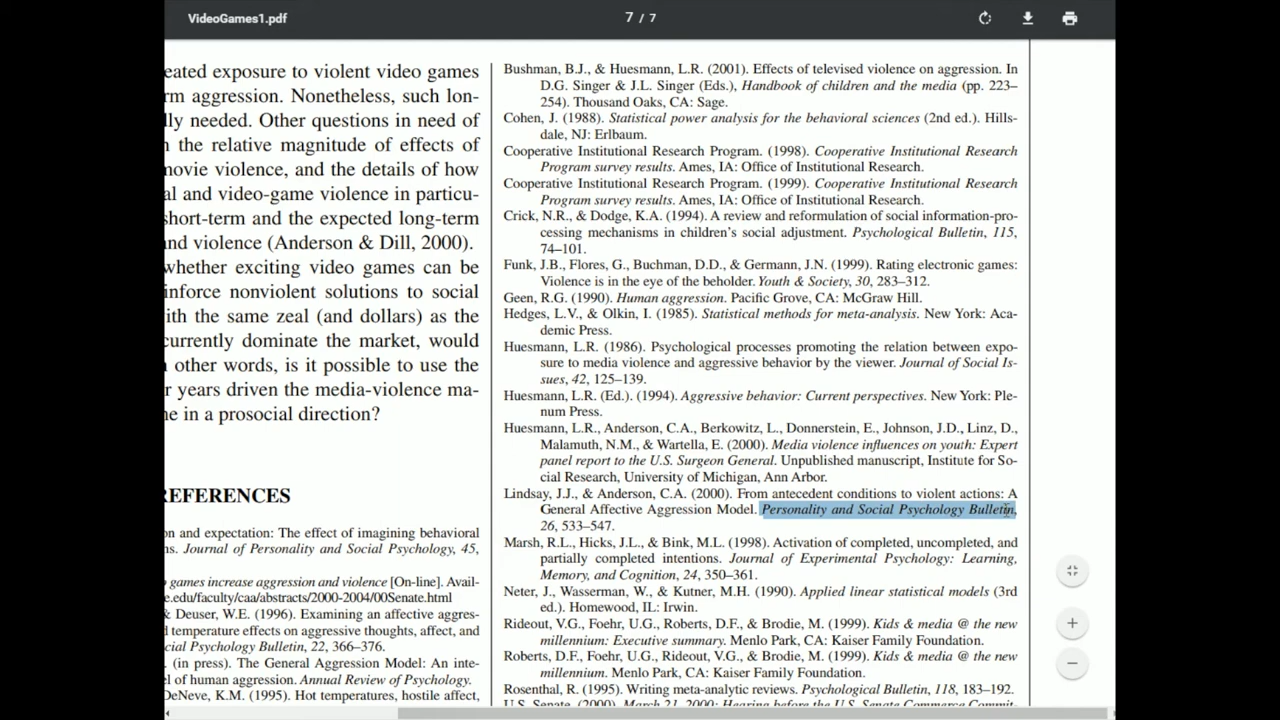 VideoGames1.pdf
7 / 7
eated exposure to violent video games
rm aggression. Nonetheless, such lon-
lly needed. Other questions in need of
the relative magnitude of effects of
movie violence, and the details of how
al and video-game violence in particu-
short-term and the expected long-term
and violence (Anderson & Dill, 2000).
whether exciting video games can be
inforce nonviolent solutions to social
ith the same zeal (and dollars) as the
currently dominate the market, would
other words, is it possible to use the
r years driven the media-violence ma-
ne in a prosocial direction?
REFERENCES
on and expectation: The effect of imagining behavioral
ns. Journal of Personality and Social Psychology, 45,
games increase aggression and violence [On-line]. Avail-
e.edu/faculty/caa/abstracts/2000-2004/00Senate.html
& Deuser, W.E. (1996). Examining an affective aggres-
d temperature effects on aggressive thoughts, affect, and
cial Psychology Bulletin, 22, 366–376.
. (in press). The General Aggression Model: An inte-
l of human aggression. Annual Review of Psychology.
DeNeve, K.M. (1995). Hot temperatures, hostile affect,
Bushman, B.J., & Huesmann, L.R. (2001). Effects of televised violence on aggression. In
D.G. Singer & J.L. Singer (Eds.), Handbook of children and the media (pp. 223–
254). Thousand Oaks, CA: Sage.
Cohen, J. (1988). Statistical power analysis for the behavioral sciences (2nd ed.). Hills-
dale, NJ: Erlbaum.
Cooperative Institutional Research Program. (1998). Cooperative Institutional Research
Program survey results. Ames, IA: Office of Institutional Research.
Cooperative Institutional Research Program. (1999). Cooperative Institutional Research
Program survey results. Ames, IA: Office of Institutional Research.
Crick, N.R., & Dodge, K.A. (1994). A review and reformulation of social information-pro-
cessing mechanisms in children's social adjustment. Psychological Bulletin, 115,
74–101.
Funk, J.B., Flores, G., Buchman, D.D., & Germann, J.N. (1999). Rating electronic games:
Violence is in the eye of the beholder. Youth & Society, 30, 283–312.
Geen, R.G. (1990). Human aggression. Pacific Grove, CA: McGraw Hill.
Hedges, L.V., & Olkin, I. (1985). Statistical methods for meta-analysis. New York: Aca-
demic Press.
Huesmann, L.R. (1986). Psychological processes promoting the relation between expo-
sure to media violence and aggressive behavior by the viewer. Journal of Social Is-
sues, 42, 125–139.
Huesmann, L.R. (Ed.). (1994). Aggressive behavior: Current perspectives. New York: Ple-
num Press.
Huesmann, L.R., Anderson, C.A., Berkowitz, L., Donnerstein, E., Johnson, J.D., Linz, D.,
Malamuth, N.M., & Wartella, E. (2000). Media violence influences on youth: Expert
panel report to the U.S. Surgeon General. Unpublished manuscript, Institute for So-
cial Research, University of Michigan, Ann Arbor.
Lindsay, J.J., & Anderson, C.A. (2000). From antecedent conditions to violent actions: A
General Affective Aggression Model. Personality and Social Psychology Bulletin,
26, 533–547.
Marsh, R.L., Hicks, J.L., & Bink, M.L. (1998). Activation of completed, uncompleted, and
partially completed intentions. Journal of Experimental Psychology: Learning,
Memory, and Cognition, 24, 350–361.
Neter, J., Wasserman, W., & Kutner, M.H. (1990). Applied linear statistical models (3rd
ed.). Homewood, IL: Irwin.
Rideout, V.G., Foehr, U.G., Roberts, D.F., & Brodie, M. (1999). Kids & media @ the new
millennium: Executive summary. Menlo Park, CA: Kaiser Family Foundation.
Roberts, D.F., Foehr, U.G., Rideout, V.G., & Brodie, M. (1999). Kids & media @ the new
millennium. Menlo Park, CA: Kaiser Family Foundation.
Rosenthal, R. (1995). Writing meta-analytic reviews. Psychological Bulletin, 118, 183–192.
U.S. Senate. (2000). March 21, 2000: Hearing before the U.S. Senate Commerce Commit-